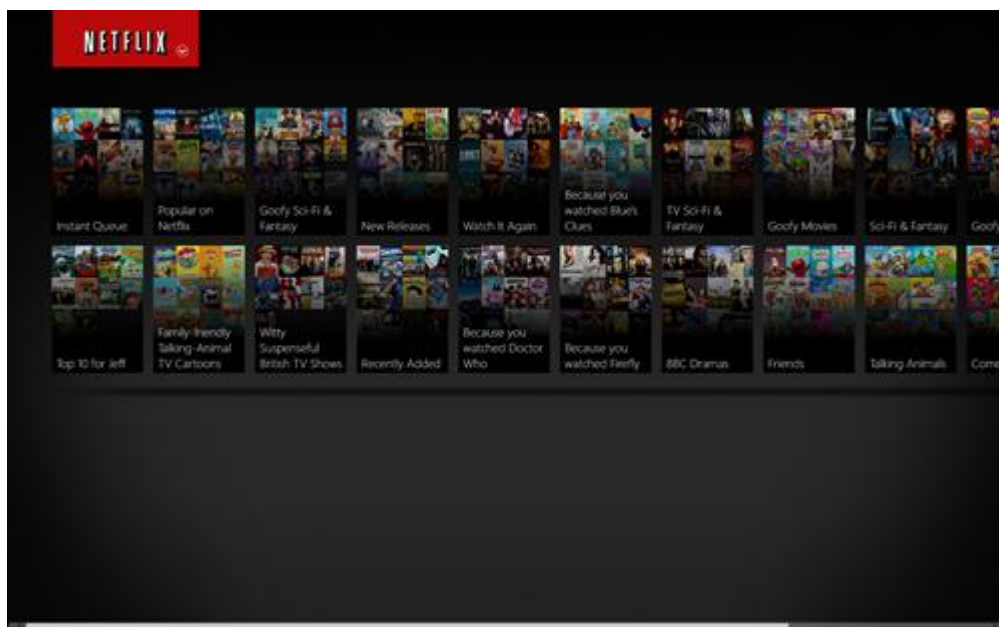 NETFLIX
Instant Queue
Popular on
Netflix
Goofy Sci-Fi &
Fantasy
New Releases
Watch It Again
Because you
watched Blue's
Clues
TV Sci-Fi &
Fantasy
Goofy Movies
Sci-Fi & Fantasy
Goofy
Top 10 for Jeff
Family-friendly
Talking-Animal
TV Cartoons
Witty
Suspenseful
British TV Shows
Recently Added
Because you
watched Doctor
Who
Because you
watched Firefly
BBC Dramas
Friends
Talking Animals
Come